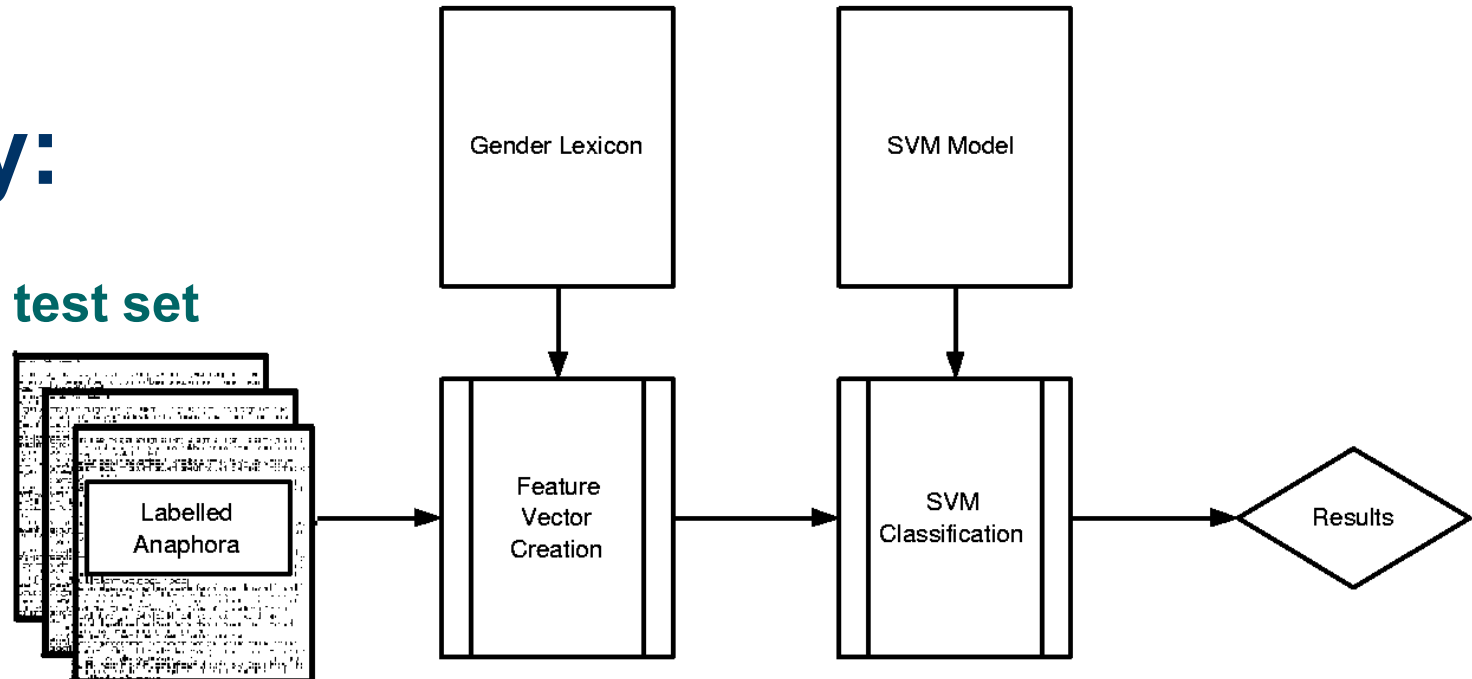 y:
test set
Gender Lexicon
SVM Model
Labelled
Anaphora
Feature
Vector
Creation
SVM
Classification
Results